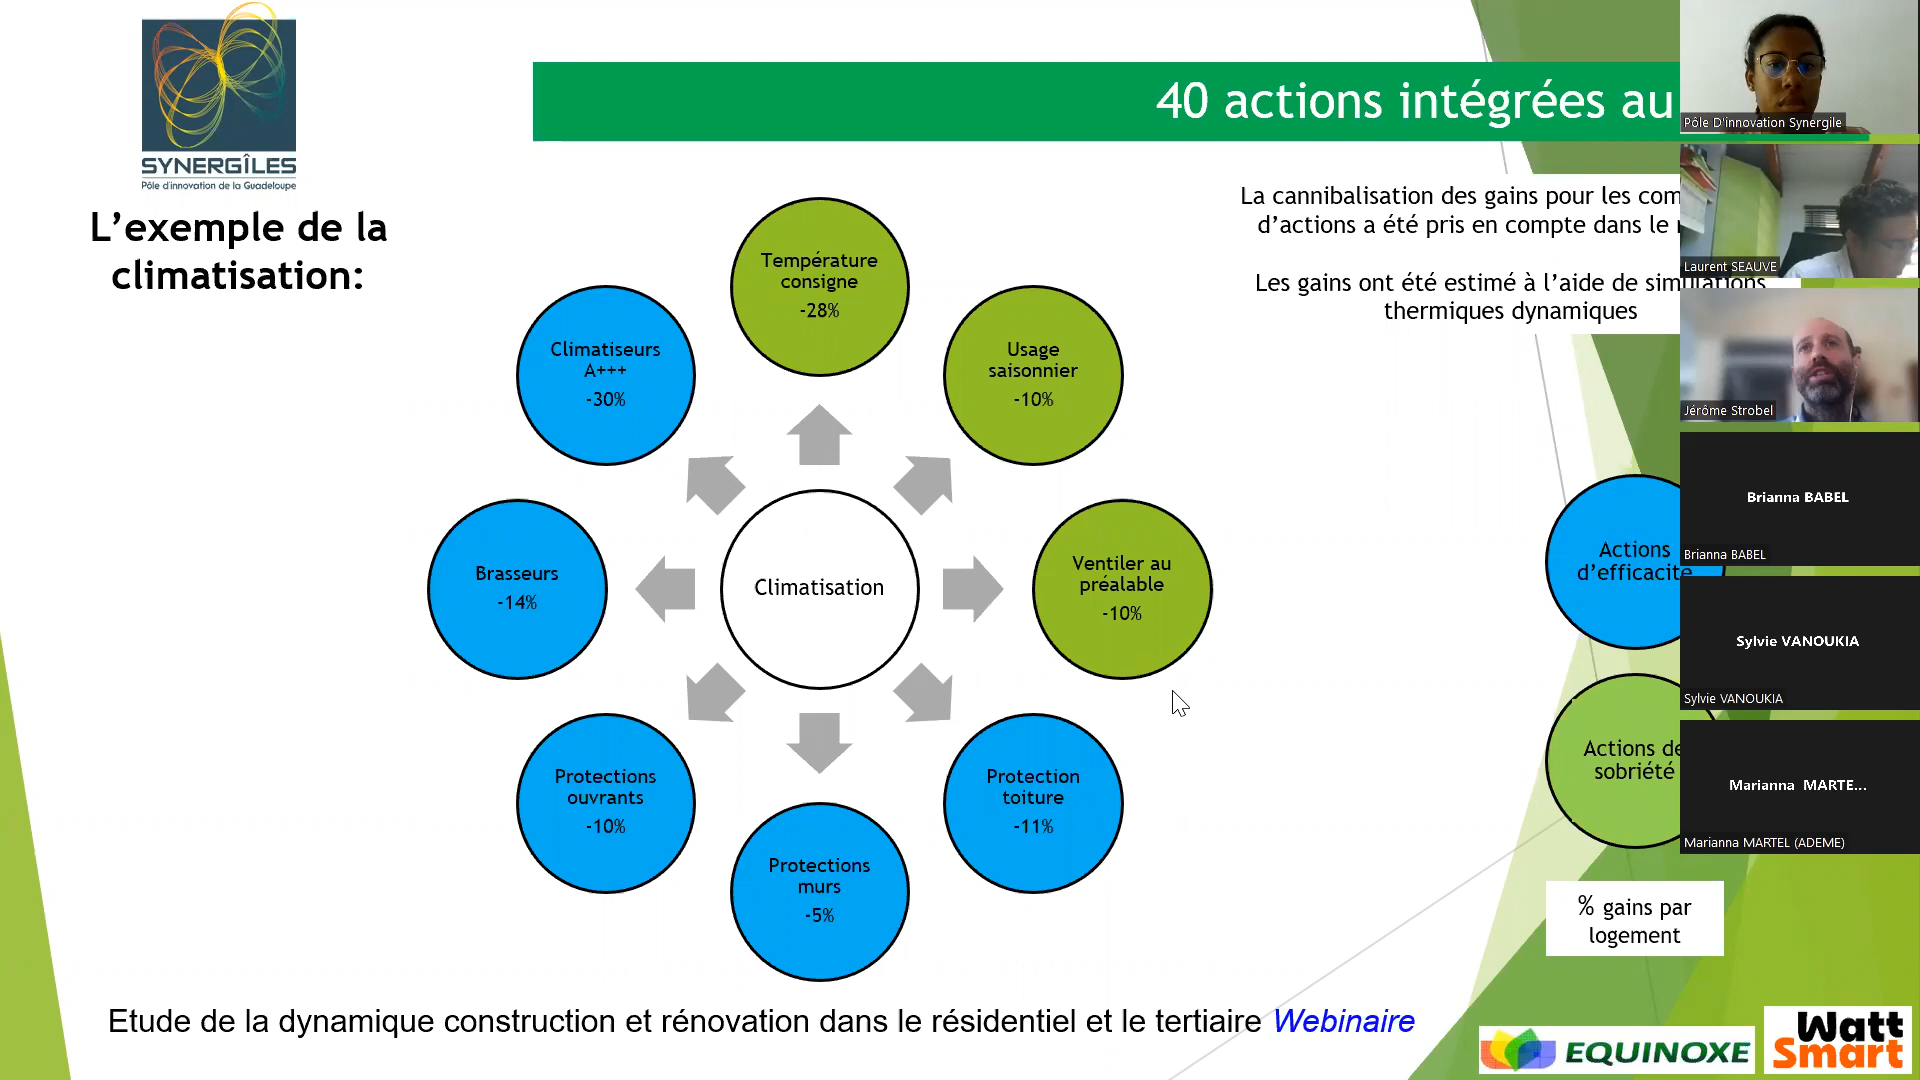 SYNERGÎLES
Pôle d'innovation de la Guadeloupe
40 actions intégrées au
L'exemple de la
climatisation:
La cannibalisation des gains pour les
d'actions a été pris en compte dans le
Les gains ont été estimé à l'aide de simulations
thermiques dynamiques
Température
consigne
-28%
Climatiseurs
A+++
-30%
Usage
saisonnier
-10%
Brasseurs
-14%
Climatisation
Ventiler au
préalable
-10%
Protections
ouvrants
-10%
Protection
toiture
-11%
Protections
murs
-5%
Actions
d'efficacité
Actions de
sobriété
% gains par
logement
Pôle D'innovation Synergile
Laurent SEAUVE
Jérôme Strobel
Brianna BABEL
Brianna BABEL
Sylvie VANOUKIA
Sylvie VANOUKIA
Marianna MARTE...
Marianna MARTEL (ADEME)
Etude de la dynamique construction et rénovation dans le résidentiel et le tertiaire Webinaire
EQUINOXE
Watt
Smart